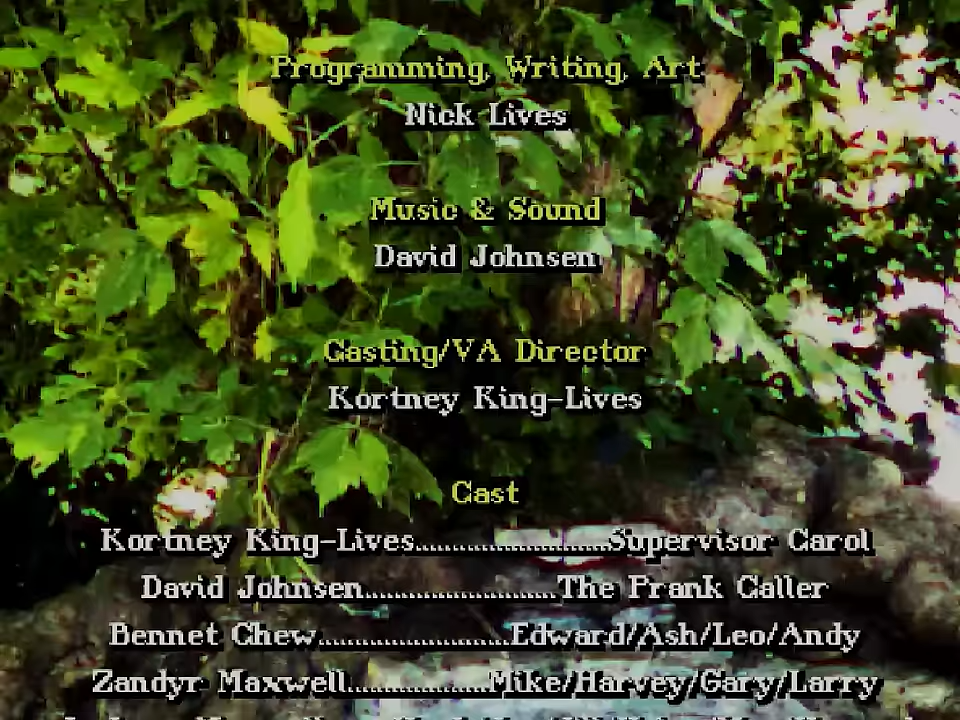 Programming, Writing, Art
Nick Lives
Music & Sound
David Johnsen
Casting/VA Director
Kortney King-Lives
Cast
Kortney King-Lives..........................Supervisor Carol
David Johnsen..........................The Prank Caller
Bennet Chew..........................Edward/Ash/Leo/Andy
Zandyr Maxwell...................Mike/Harvey/Gary/Larry